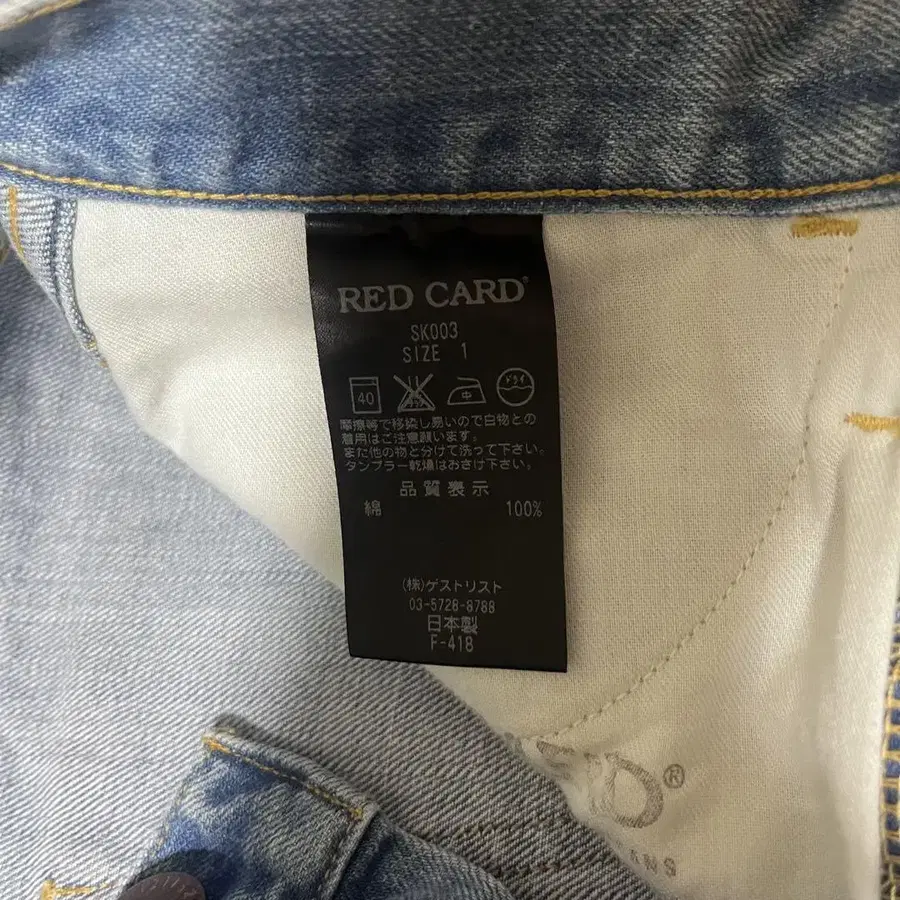 RED CARD®
SK003
SIZE 1
40
中
ドライ
摩擦等で移染し易いので白物との
着用はご注意願います。
また他の物と分けて洗って下さい。
タンブラー乾燥はおさけ下さい。
品質表示
綿 100%
(株)ゲストリスト
03-5728-8788
日本製
F-418
®